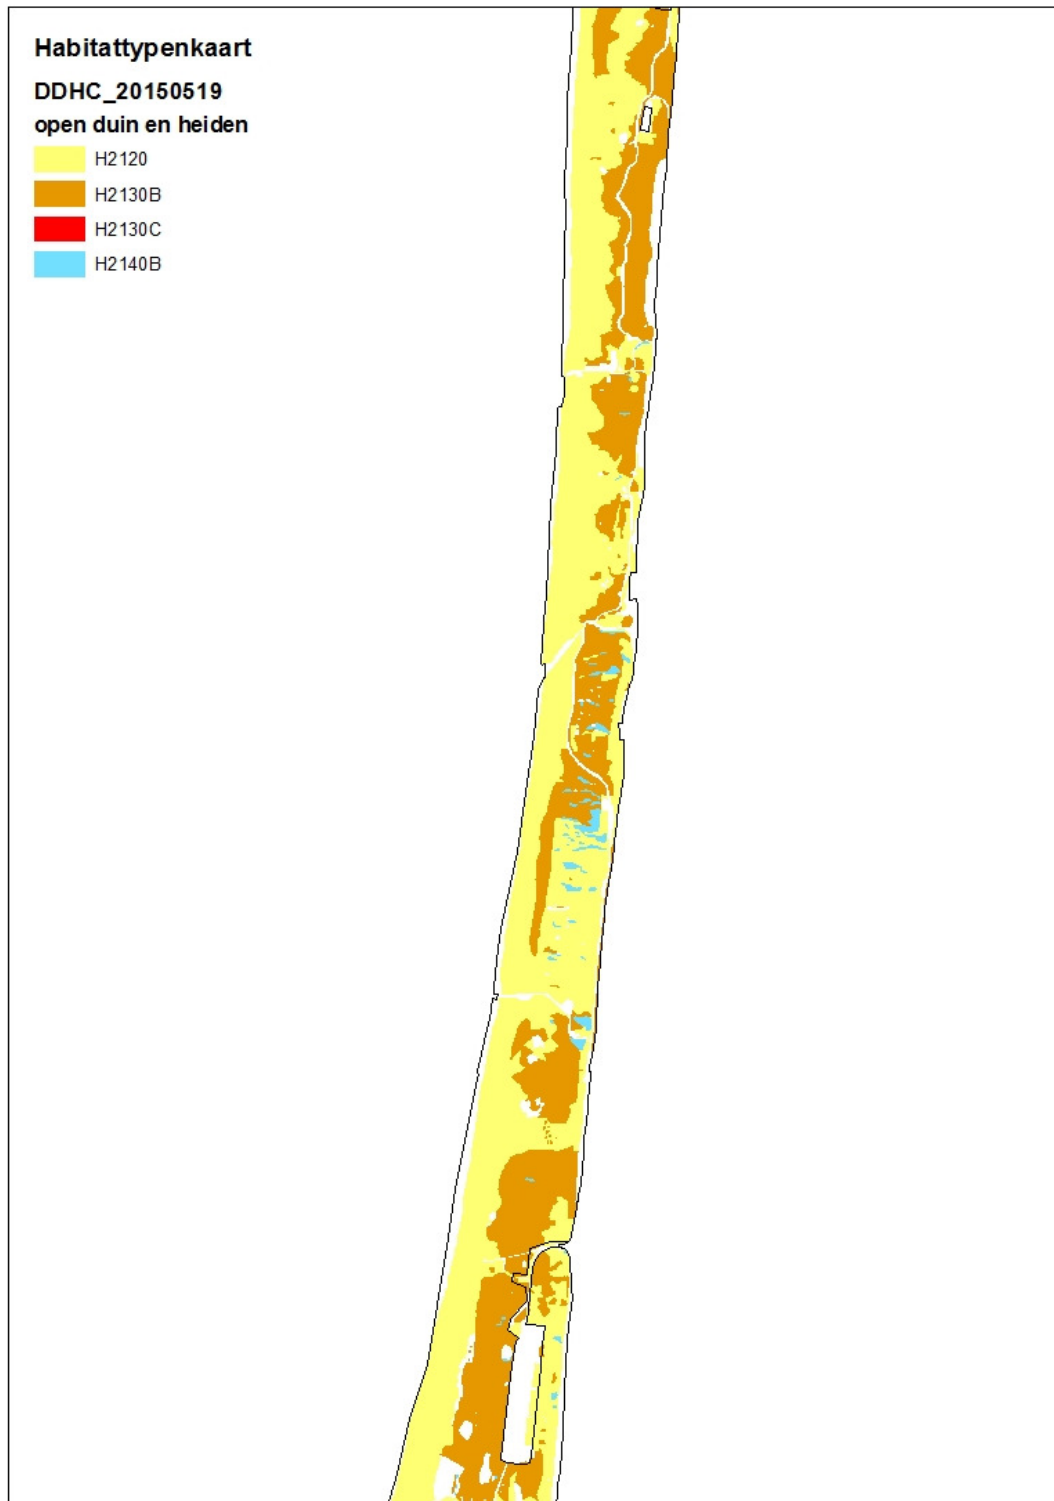 Habitattypenkaart
DDHC_20150519
open duin en heiden
H2120
H2130B
H2130C
H2140B